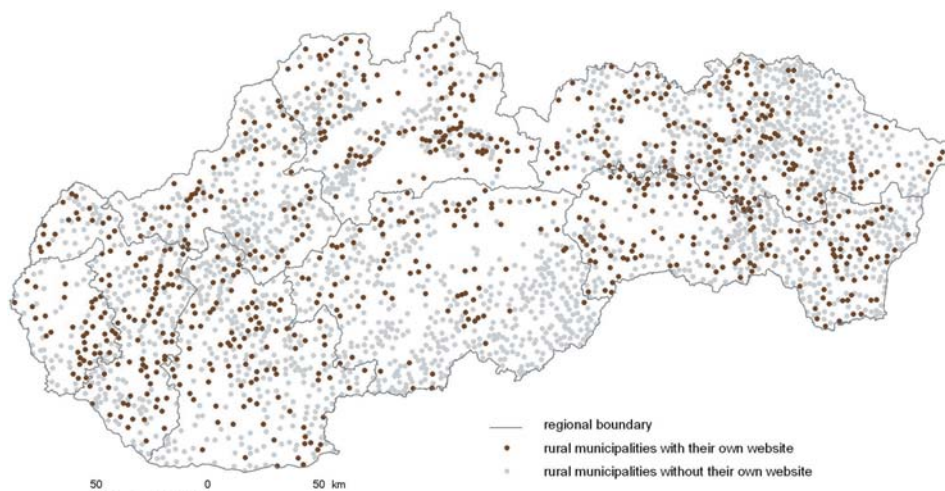 regional boundary
rural municipalities with their own website
rural municipalities without their own website
50 0 50 km